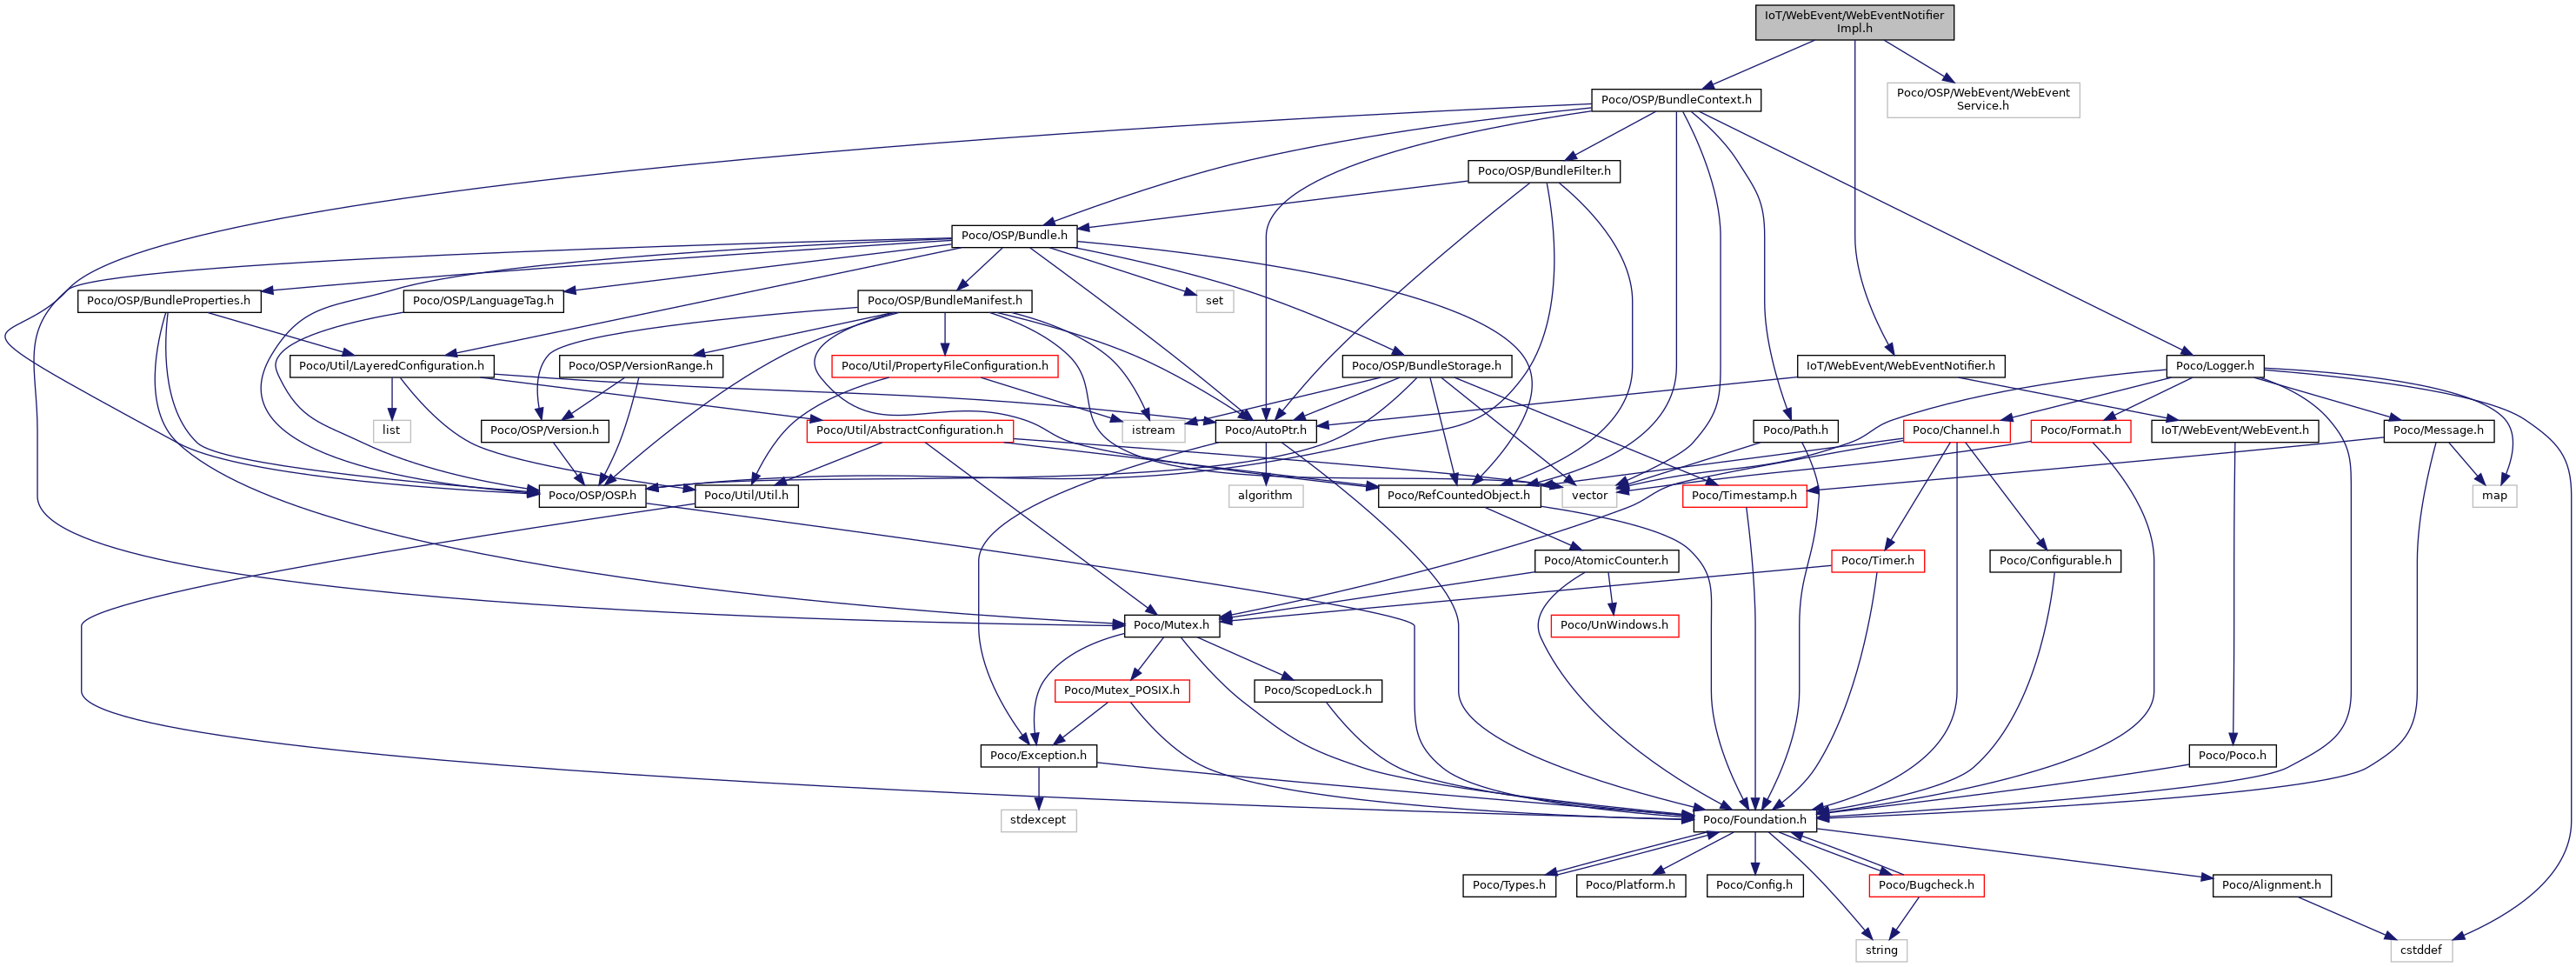 IoT/WebEvent/WebEventNotifier
Impl.h
Poco/OSP/BundleContext.h
Poco/OSP/WebEvent/WebEvent
Service.h
Poco/OSP/BundleFilter.h
Poco/OSP/Bundle.h
Poco/OSP/BundleProperties.h
Poco/OSP/LanguageTag.h
Poco/OSP/BundleManifest.h
set
Poco/Util/LayeredConfiguration.h
Poco/OSP/VersionRange.h
Poco/Util/PropertyFileConfiguration.h
Poco/OSP/BundleStorage.h
IoT/WebEvent/WebEventNotifier.h
Poco/Logger.h
list
Poco/OSP/Version.h
Poco/Util/AbstractConfiguration.h
istream
Poco/AutoPtr.h
Poco/Path.h
Poco/Channel.h
Poco/Format.h
IoT/WebEvent/WebEvent.h
Poco/Message.h
Poco/OSP/OSP.h
Poco/Util/Util.h
algorithm
Poco/RefCountedObject.h
vector
Poco/Timestamp.h
map
Poco/AtomicCounter.h
Poco/Timer.h
Poco/Configurable.h
Poco/Mutex.h
Poco/UnWindows.h
Poco/Mutex_POSIX.h
Poco/ScopedLock.h
Poco/Exception.h
Poco/Poco.h
stdexcept
Poco/Foundation.h
Poco/Types.h
Poco/Platform.h
Poco/Config.h
Poco/Bugcheck.h
Poco/Alignment.h
string
cstddef